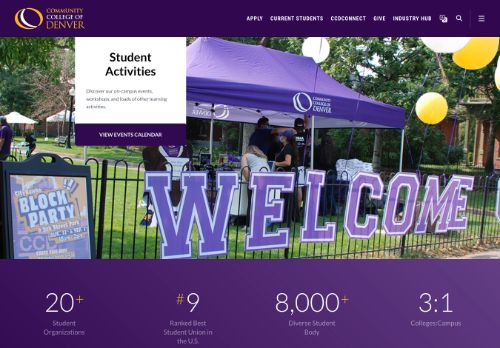 COMMUNITY
COLLEGE OF
DENVER
APPLY CURRENT STUDENTS CCDCONNECT GIVE INDUSTRY HUB
Student
Activities
Discover our on-campus events,
workshops, and loads of other learning
activities.
VIEW EVENTS CALENDAR
COMMUNITY
COLLEGE OF
DENVER
WELCOME
BLOCK
PARTY
20+
Student
Organizations
#9
Ranked Best
Student Union in
the U.S.
8,000+
Diverse Student
Body
3:1
Colleges/Campus